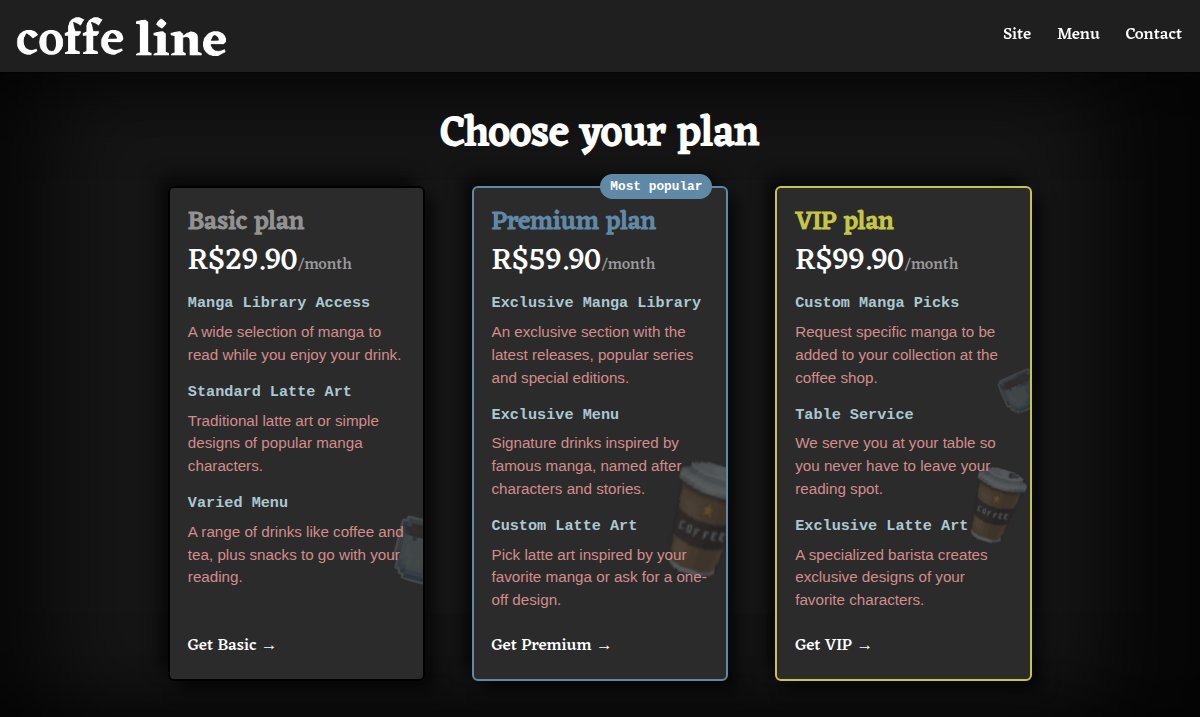 coffe line
Site Menu Contact
Choose your plan
Basic plan
R$29.90/month
Manga Library Access
A wide selection of manga to
read while you enjoy your drink.
Standard Latte Art
Traditional latte art or simple
designs of popular manga
characters.
Varied Menu
A range of drinks like coffee and
tea, plus snacks to go with your
reading.
Get Basic →
Most popular
Premium plan
R$59.90/month
Exclusive Manga Library
An exclusive section with the
latest releases, popular series
and special editions.
Exclusive Menu
Signature drinks inspired by
famous manga, named after
characters and stories.
Custom Latte Art
Pick latte art inspired by your
favorite manga or ask for a one-
off design.
COFFEE
Get Premium →
VIP plan
R$99.90/month
Custom Manga Picks
Request specific manga to be
added to your collection at the
coffee shop.
Table Service
We serve you at your table so
you never have to leave your
reading spot.
COFFEE
Exclusive Latte Art
A specialized barista creates
exclusive designs of your
favorite characters.
Get VIP →